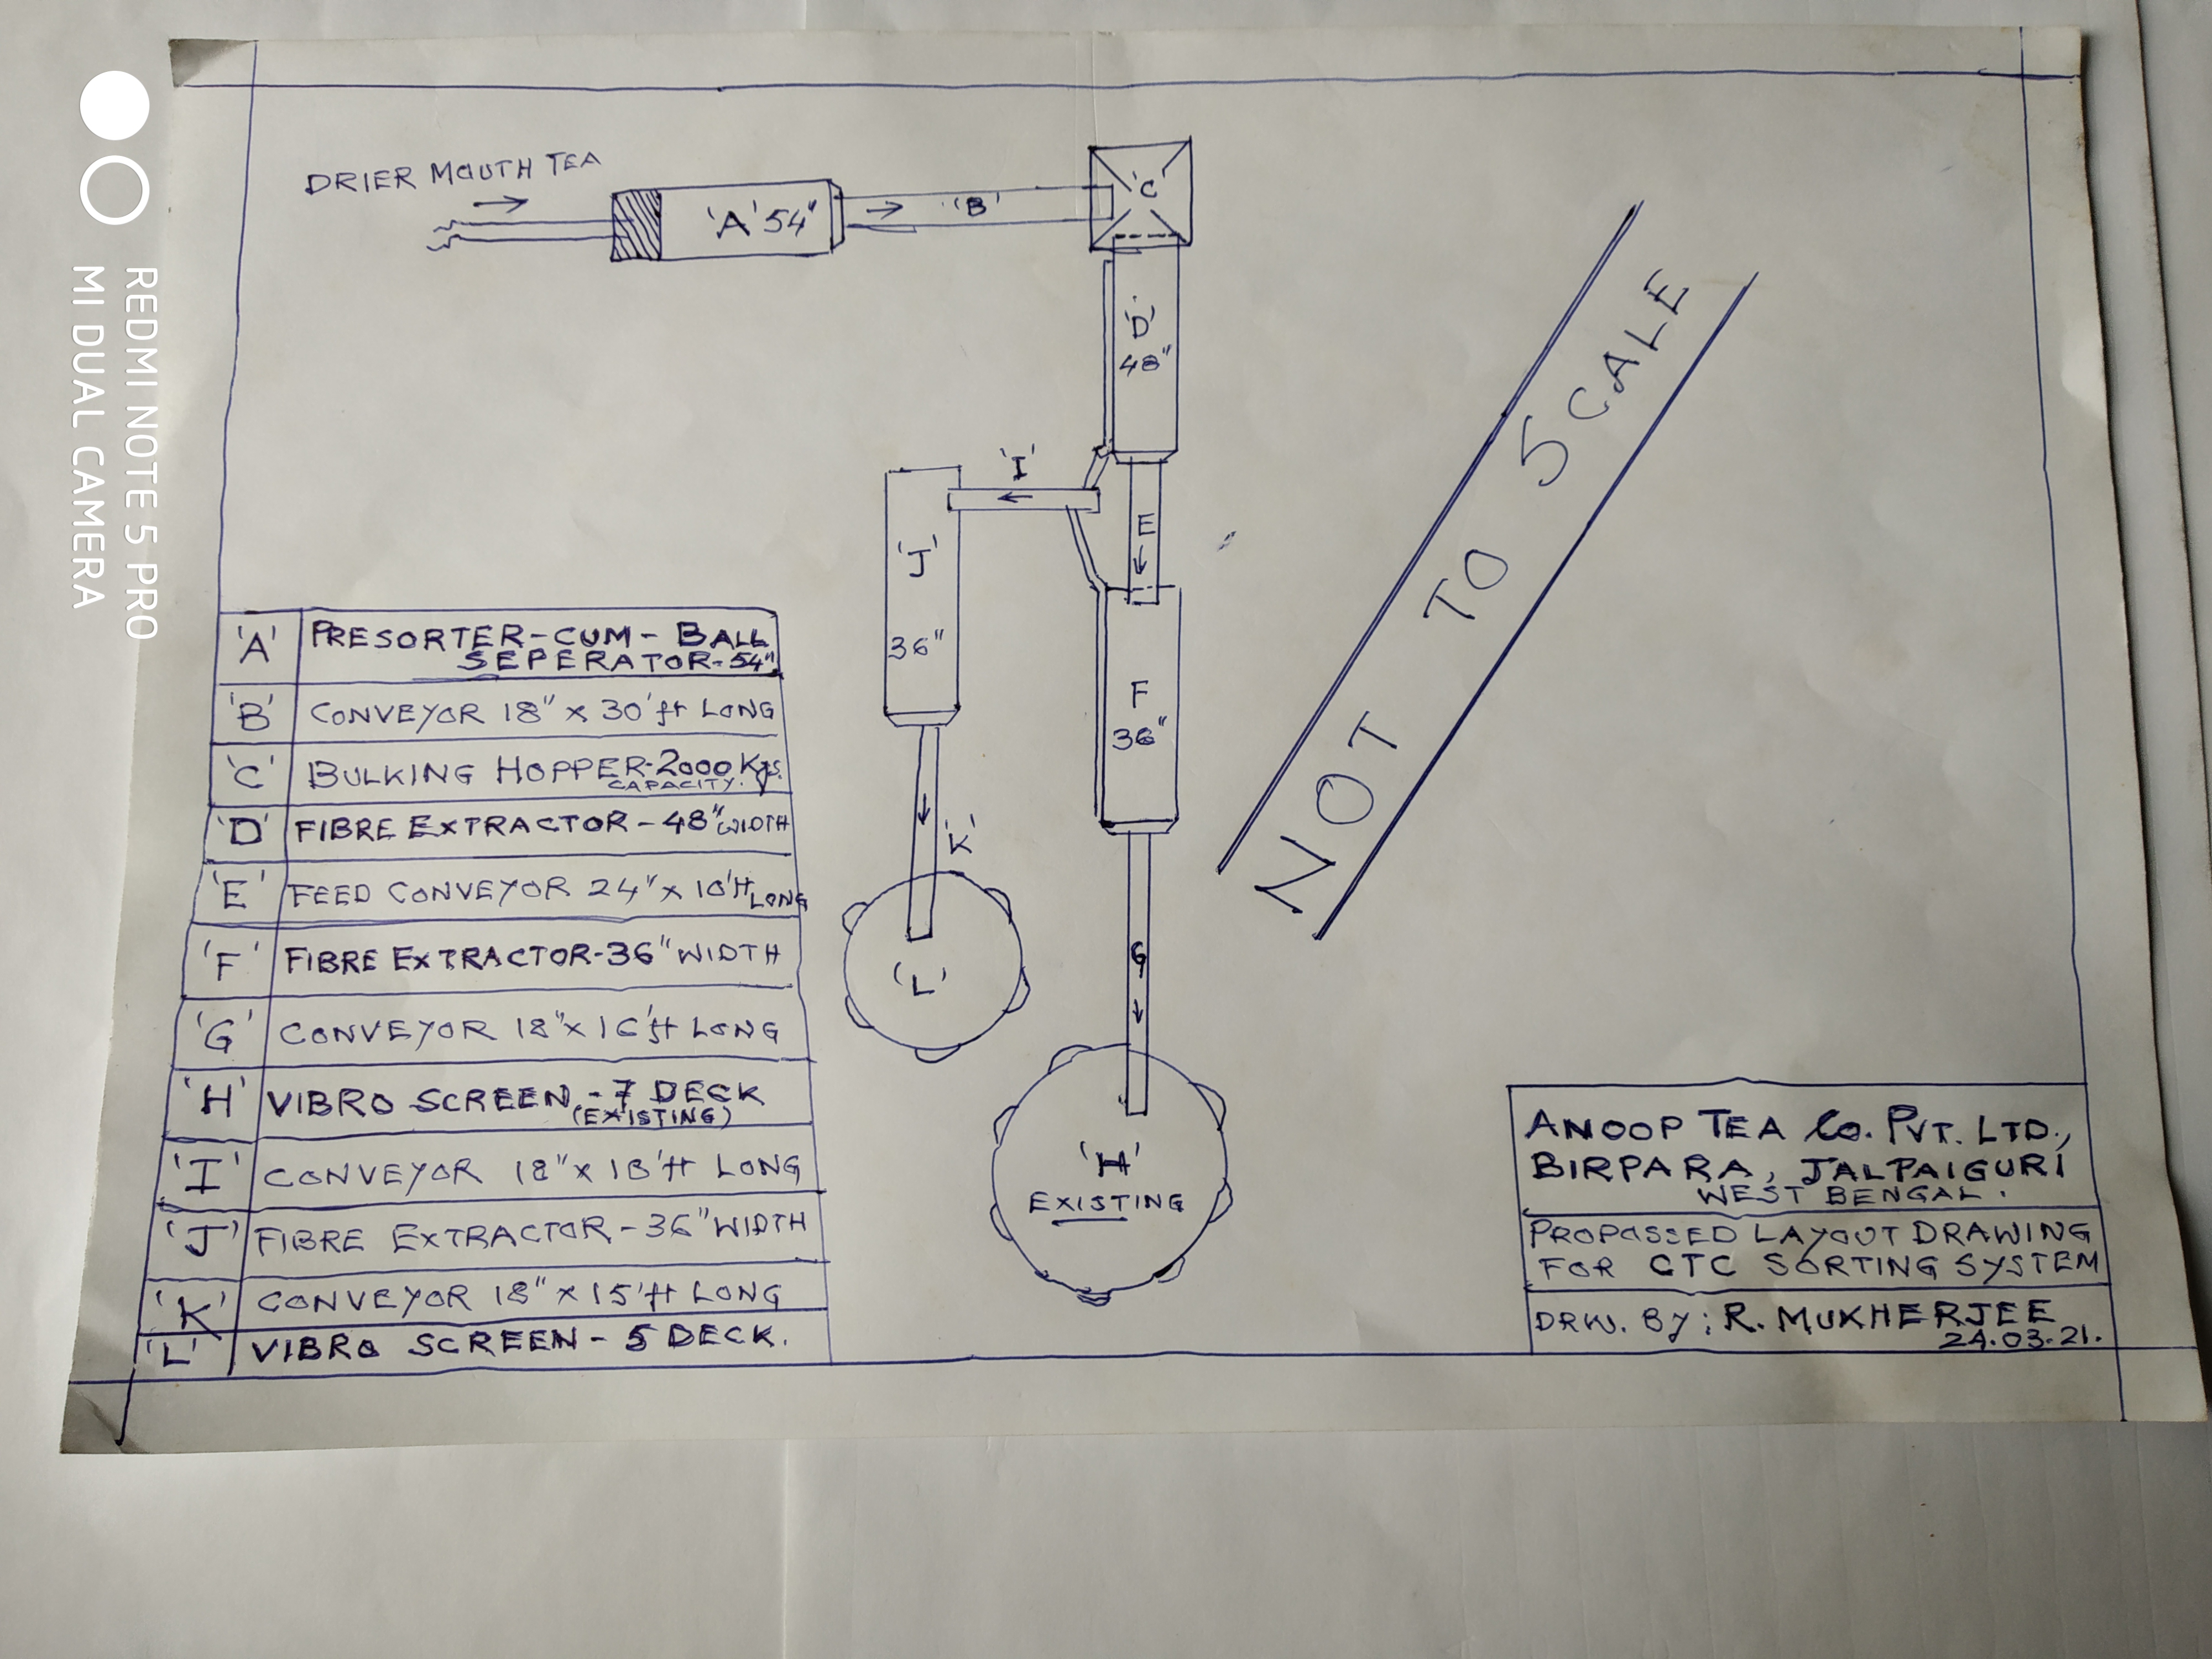 DRIER MOUTH TEA
'A' 54"
'B'
'C'
'D'
48"
E
F
36"
G
'H'
EXISTING
'I'
'J'
36"
'K'
'L'
NOT TO SCALE
'A' PRESORTER-CUM-BALL
SEPERATOR-54"
'B' CONVEYOR 18" x 30'ft LONG
'C' BULKING HOPPER-2000 Kgs.
CAPACITY.
'D' FIBRE EXTRACTOR-48" WIDTH
'E' FEED CONVEYOR 24" x 10'ft LONG
'F' FIBRE EXTRACTOR-36" WIDTH
'G' CONVEYOR 18" x 16'ft LONG
'H' VIBRO SCREEN-7 DECK
(EXISTING)
'I' CONVEYOR 18" x 18'ft LONG
'J' FIBRE EXTRACTOR-36" WIDTH
'K' CONVEYOR 18" x 15'ft LONG
'L' VIBRO SCREEN-5 DECK.
ANOOP TEA Co. PVT. LTD.,
BIRPARA, JALPAIGURI
WEST BENGAL.
PROPASSED LAYOUT DRAWING
FOR CTC SORTING SYSTEM
DRW. By: R. MUKHERJEE
24.03.21.
REDMI NOTE 5 PRO
MI DUAL CAMERA